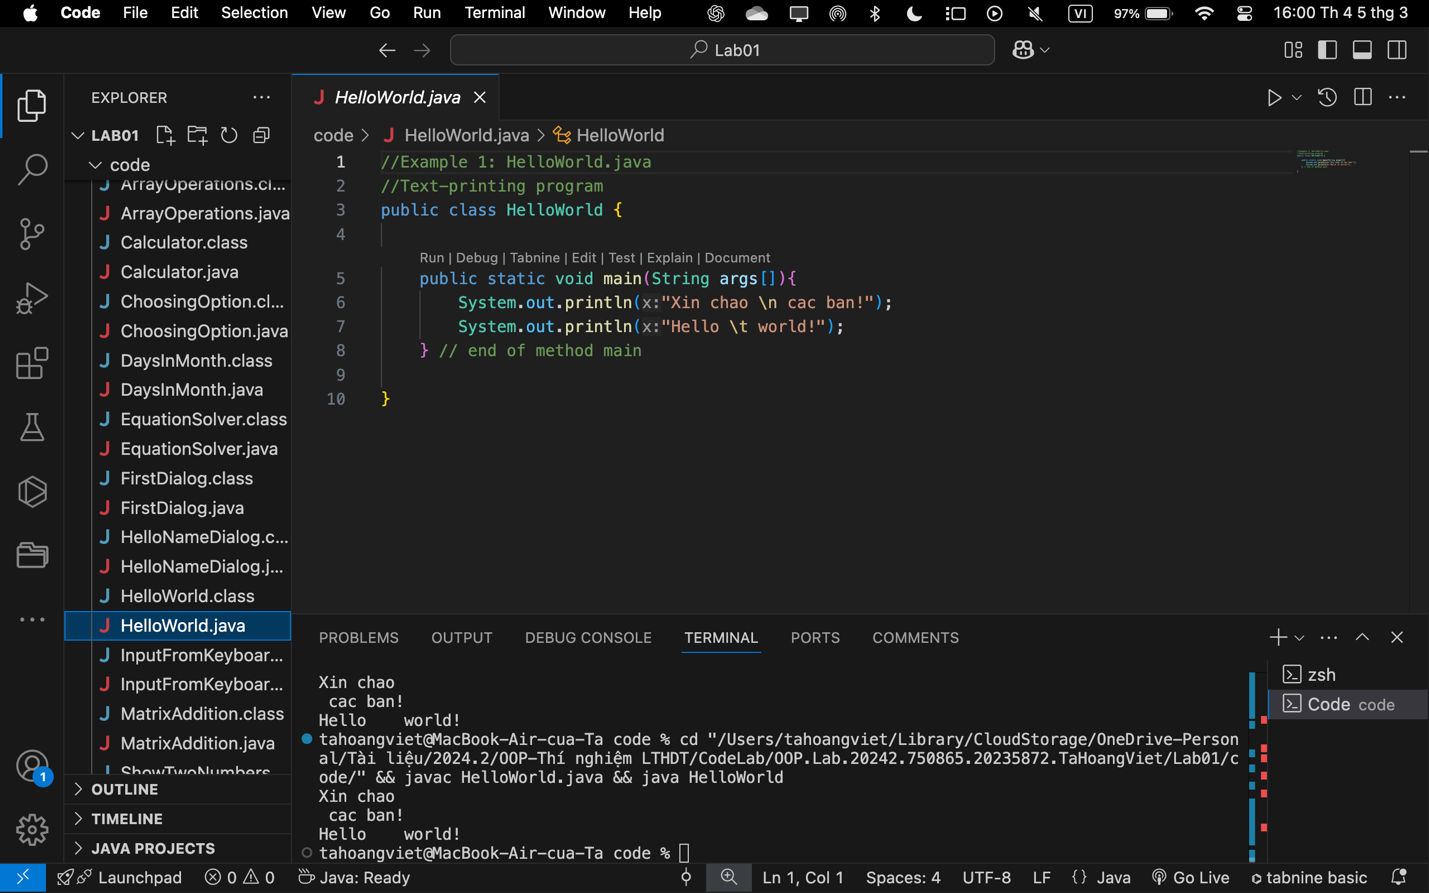 Code File Edit Selection View Go Run Terminal Window Help VI 97% 16:00 Th 4 5 thg 3
Lab01
EXPLORER
LAB01
code
ArrayOperations.cl...
ArrayOperations.java
Calculator.class
Calculator.java
ChoosingOption.cl...
ChoosingOption.java
DaysInMonth.class
DaysInMonth.java
EquationSolver.class
EquationSolver.java
FirstDialog.class
FirstDialog.java
HelloNameDialog.c...
HelloNameDialog.j...
HelloWorld.class
HelloWorld.java
InputFromKeyboar...
InputFromKeyboar...
MatrixAddition.class
MatrixAddition.java
ShowTwoNumbers
OUTLINE
TIMELINE
JAVA PROJECTS
1
HelloWorld.java
code > HelloWorld.java > HelloWorld
1 //Example 1: HelloWorld.java
2 //Text-printing program
3 public class HelloWorld {
4
Run | Debug | Tabnine | Edit | Test | Explain | Document
5 public static void main(String args[]){
6 System.out.println(x:"Xin chao \n cac ban!");
7 System.out.println(x:"Hello \t world!");
8 } // end of method main
9
10 }
PROBLEMS OUTPUT DEBUG CONSOLE TERMINAL PORTS COMMENTS
Xin chao
cac ban!
Hello world!
tahoangviet@MacBook-Air-cua-Ta code % cd "/Users/tahoangviet/Library/CloudStorage/OneDrive-Person
al/Tài liệu/2024.2/OOP-Thí nghiệm LTHDT/CodeLab/OOP.Lab.20242.750865.20235872.TaHoangViet/Lab01/c
ode/" && javac HelloWorld.java && java HelloWorld
Xin chao
cac ban!
Hello world!
tahoangviet@MacBook-Air-cua-Ta code %
zsh
Code code
Launchpad 0 0 Java: Ready Ln 1, Col 1 Spaces: 4 UTF-8 LF {} Java Go Live tabnine basic